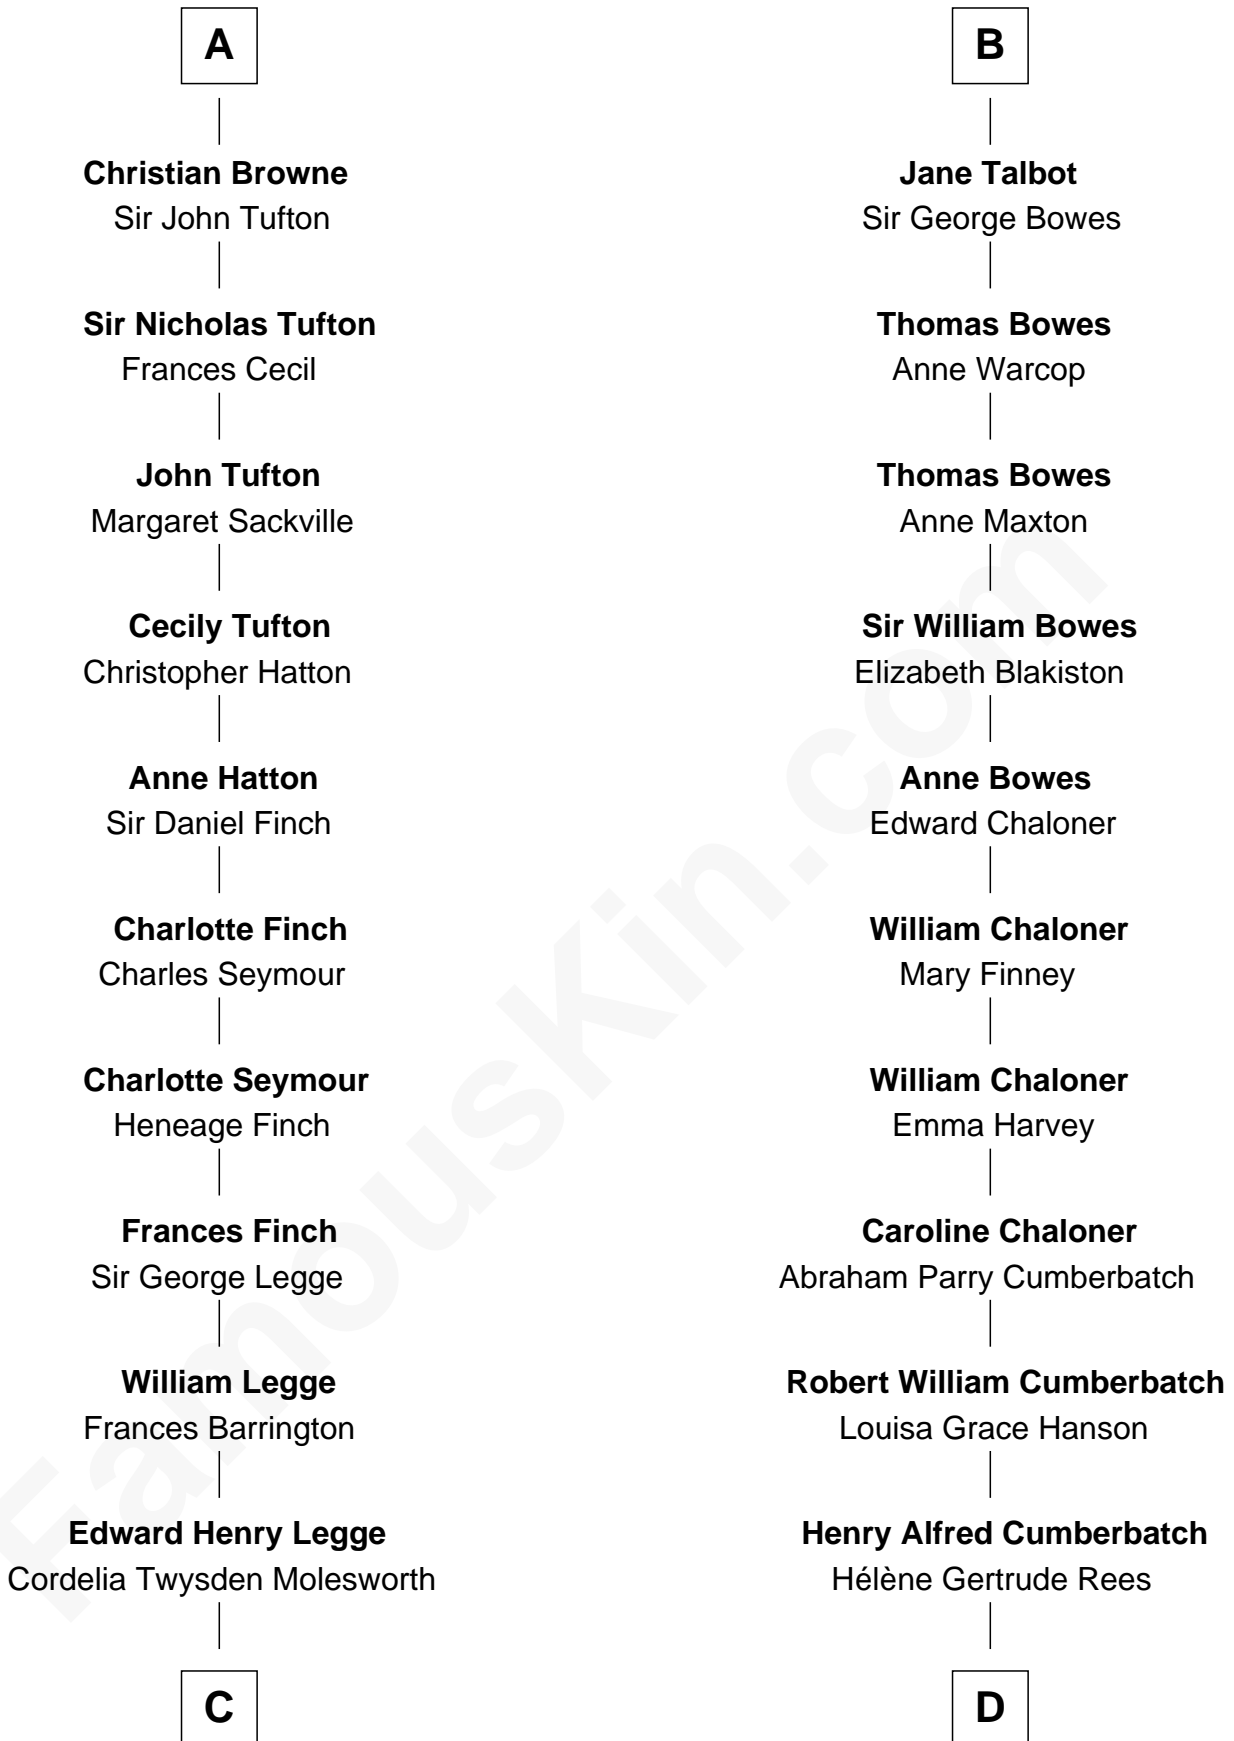 A
Christian Browne
Sir John Tufton
Sir Nicholas Tufton
Frances Cecil
John Tufton
Margaret Sackville
Cecily Tufton
Christopher Hatton
Anne Hatton
Sir Daniel Finch
Charlotte Finch
Charles Seymour
Charlotte Seymour
Heneage Finch
Frances Finch
Sir George Legge
William Legge
Frances Barrington
Edward Henry Legge
Cordelia Twysden Molesworth
C
B
Jane Talbot
Sir George Bowes
Thomas Bowes
Anne Warcop
Thomas Bowes
Anne Maxton
Sir William Bowes
Elizabeth Blakiston
Anne Bowes
Edward Chaloner
William Chaloner
Mary Finney
William Chaloner
Emma Harvey
Caroline Chaloner
Abraham Parry Cumberbatch
Robert William Cumberbatch
Louisa Grace Hanson
Henry Alfred Cumberbatch
Hélène Gertrude Rees
D
FamousKin.com